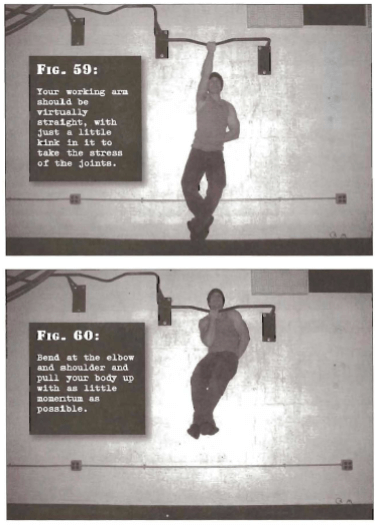 FIG. 59:
Your working arm
should be
virtually
straight, with
just a little
kink in it to
take the stress
of the joints.
FIG. 60:
Bend at the elbow
and shoulder and
pull your body up
with as little
momentum as
possible.